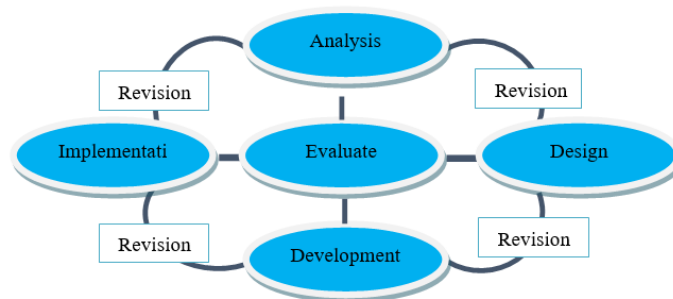 Analysis
Revision
Revision
Implementati
Evaluate
Design
Revision
Revision
Development